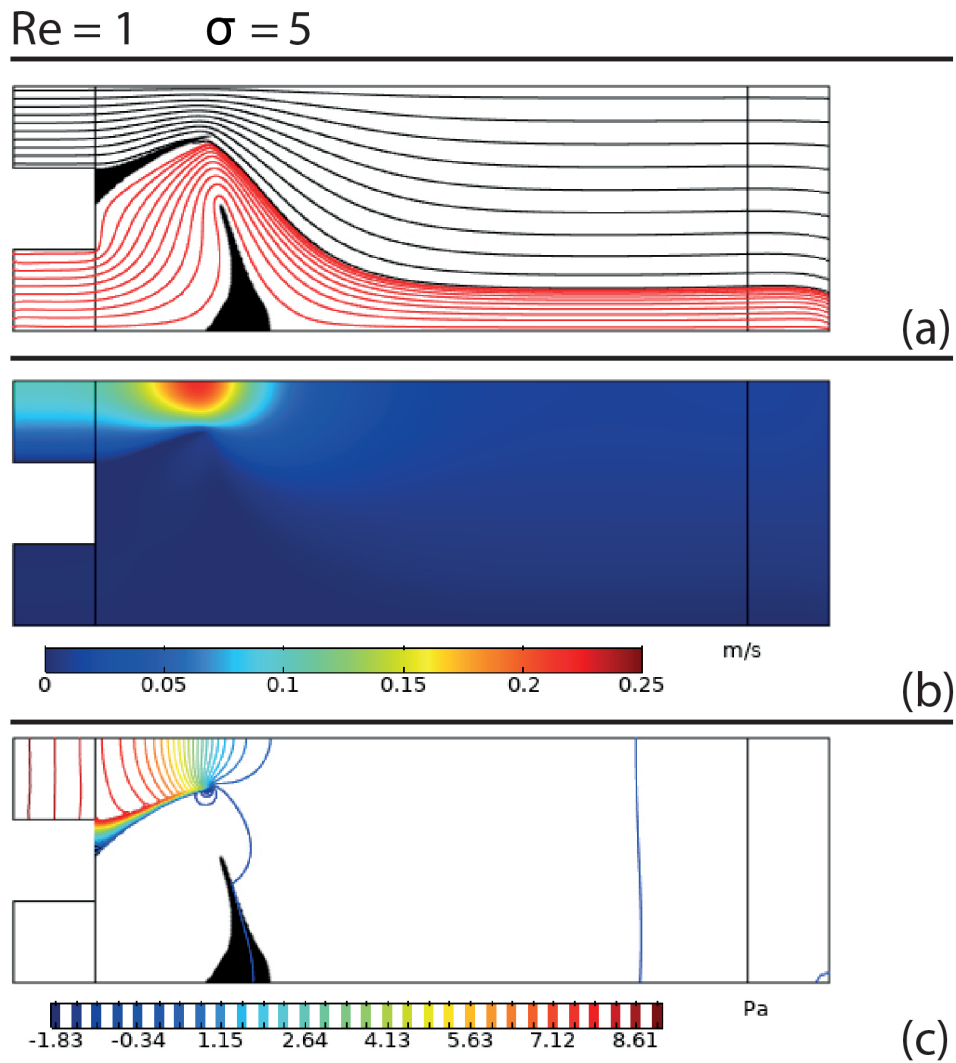 Re = 1 σ = 5
(a)
0 0.05 0.1 0.15 0.2 0.25
m/s
(b)
-1.83 -0.34 1.15 2.64 4.13 5.63 7.12 8.61
Pa
(c)